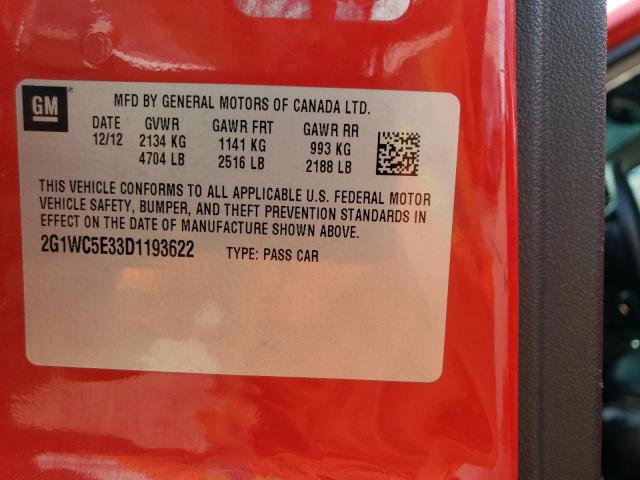 GM
MFD BY GENERAL MOTORS OF CANADA LTD.
DATE GVWR GAWR FRT GAWR RR
12/12 2134 KG 1141 KG 993 KG
4704 LB 2516 LB 2188 LB
THIS VEHICLE CONFORMS TO ALL APPLICABLE U.S. FEDERAL MOTOR
VEHICLE SAFETY, BUMPER, AND THEFT PREVENTION STANDARDS IN
EFFECT ON THE DATE OF MANUFACTURE SHOWN ABOVE.
2G1WC5E33D1193622 TYPE: PASS CAR